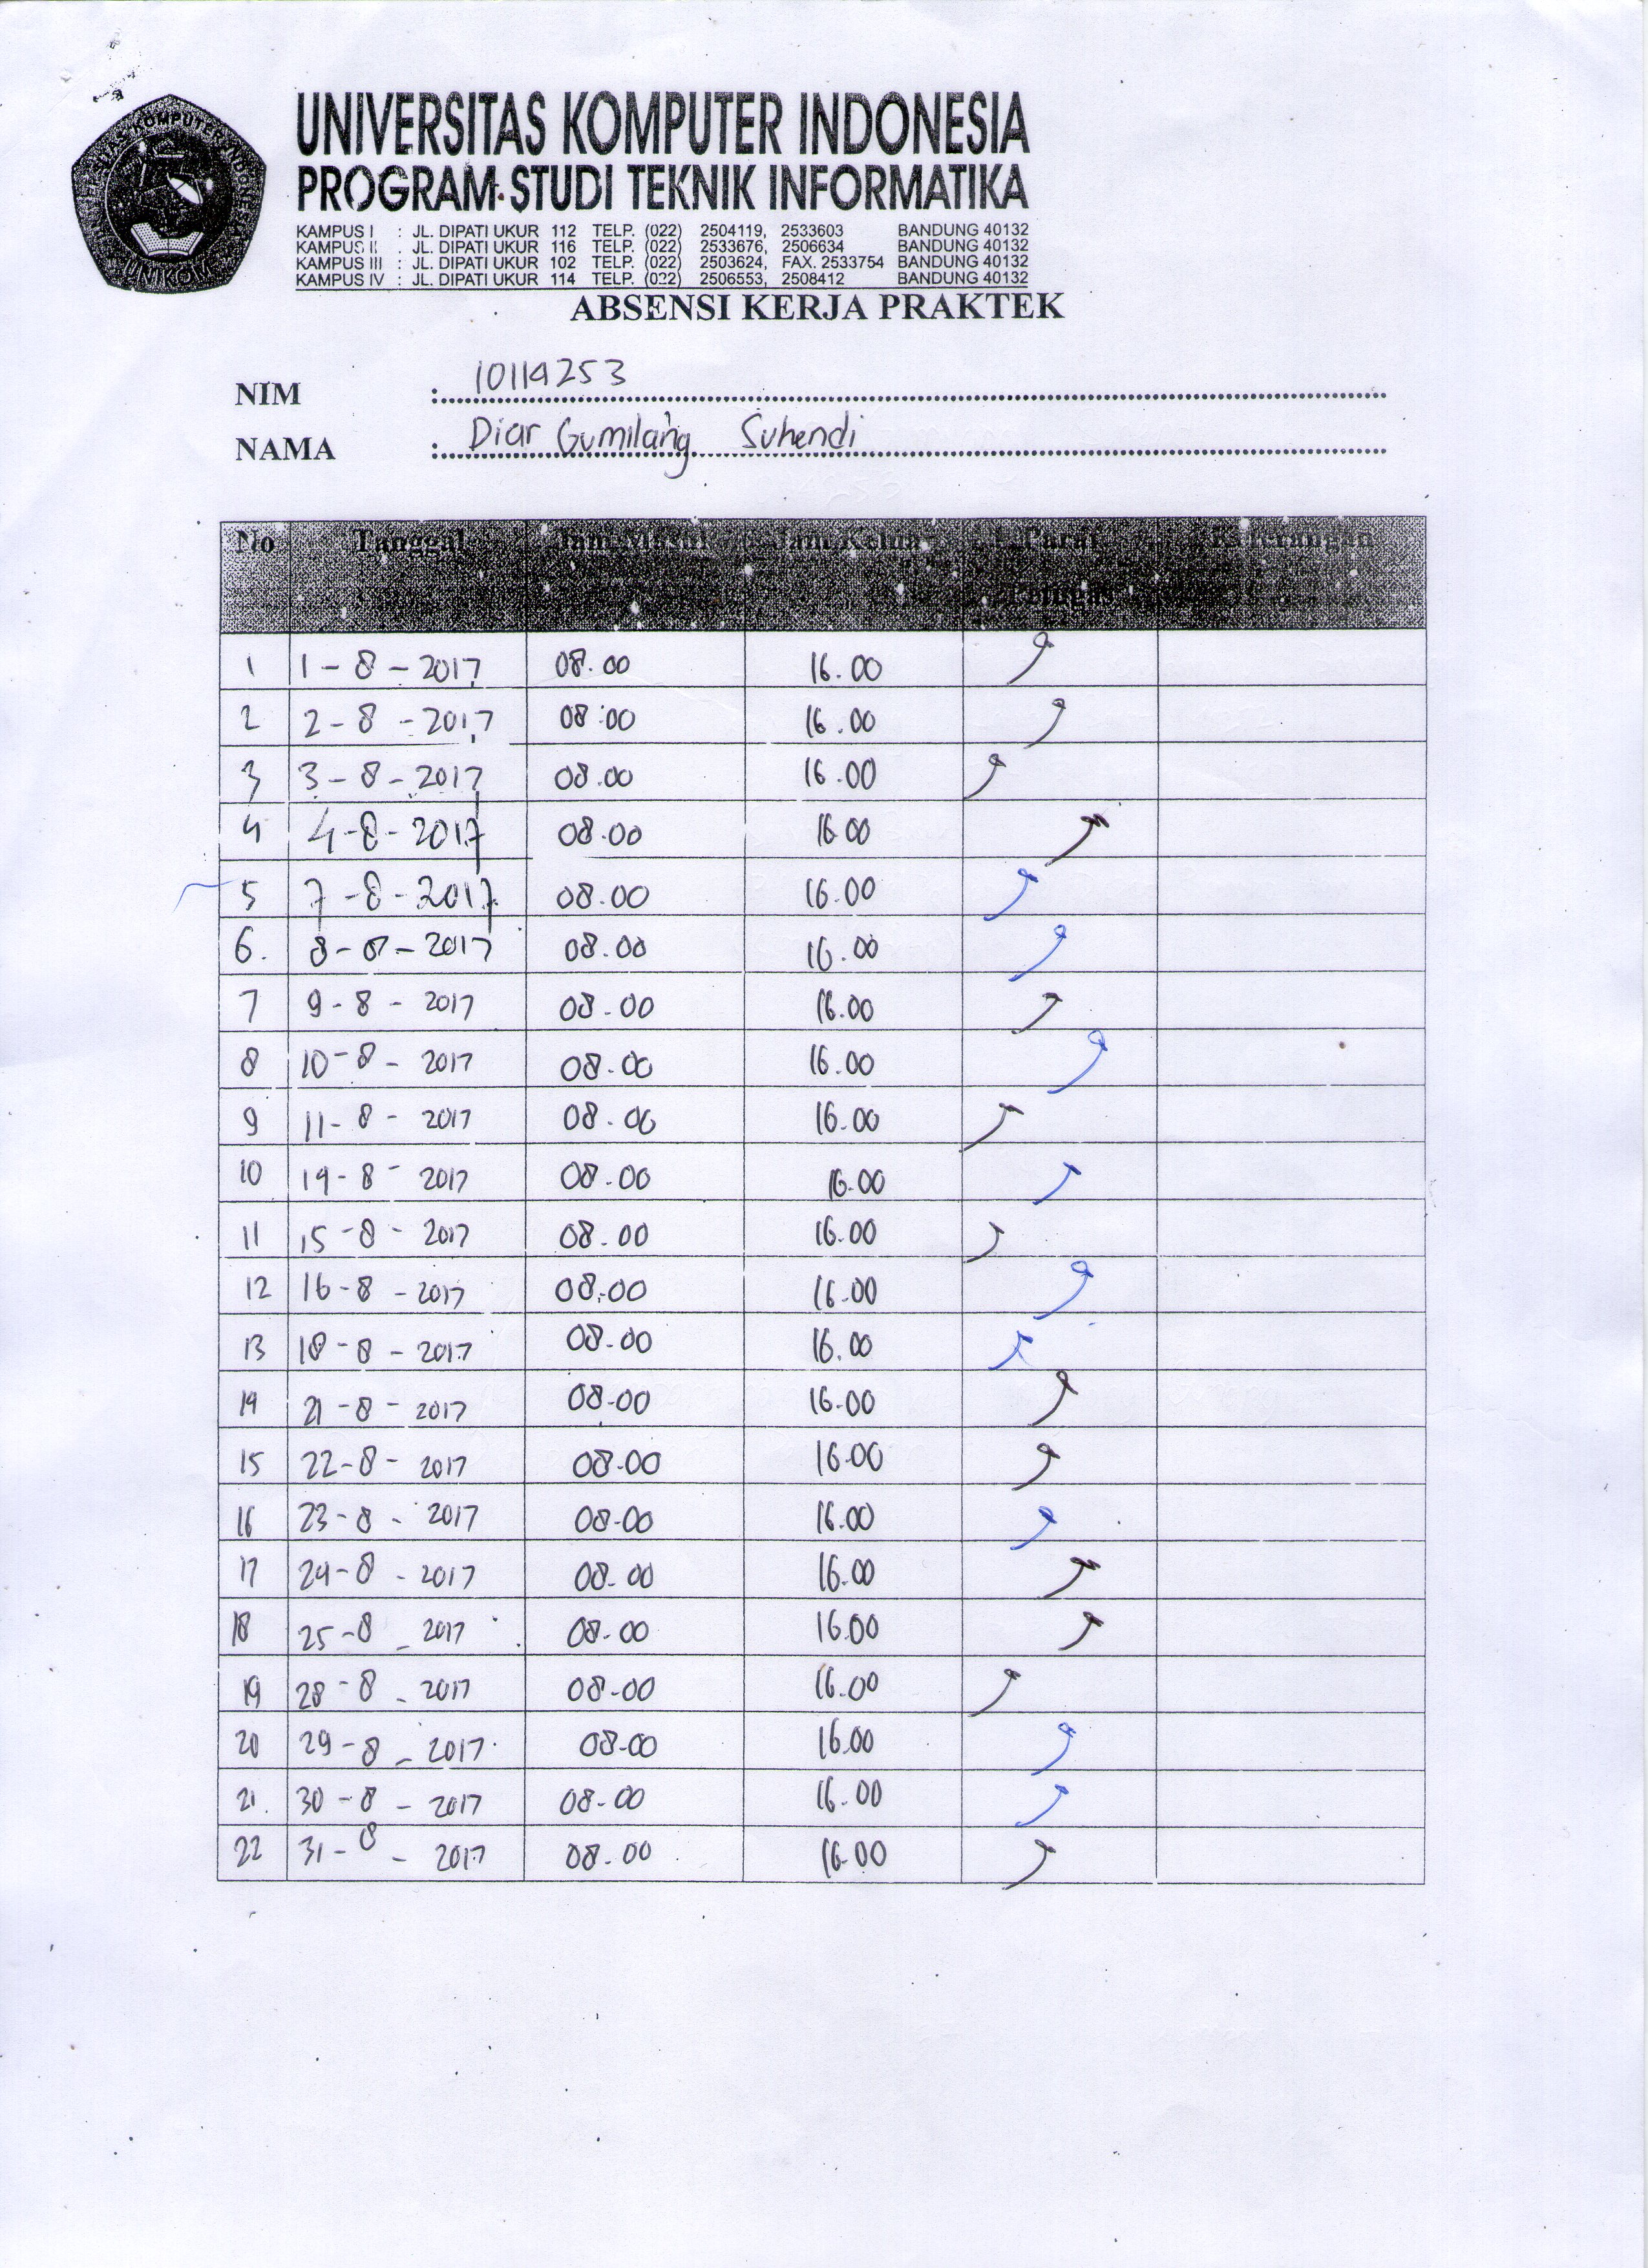 UNIVERSITAS KOMPUTER INDONESIA
PROGRAM STUDI TEKNIK INFORMATIKA
KAMPUS I : JL. DIPATI UKUR 112 TELP. (022) 2504119, 2533603 BANDUNG 40132
KAMPUS II : JL. DIPATI UKUR 116 TELP. (022) 2533676, 2506634 BANDUNG 40132
KAMPUS III : JL. DIPATI UKUR 102 TELP. (022) 2503624, FAX. 2533754 BANDUNG 40132
KAMPUS IV : JL. DIPATI UKUR 114 TELP. (022) 2506553, 2508412 BANDUNG 40132
UNIKOM
ABSENSI KERJA PRAKTEK
NIM : 10114253
NAMA : Diar Gumilang Suhendi
No Tanggal Jam Masuk Jam Keluar Paraf Keterangan
Petugas
1 1-8-2017 08.00 16.00
2 2-8-2017 08.00 16.00
3 3-8-2017 08.00 16.00
4 4-8-2017 08.00 16.00
5 7-8-2017 08.00 16.00
6. 8-8-2017 08.00 16.00
7 9-8-2017 08.00 16.00
8 10-8-2017 08.00 16.00
9 11-8-2017 08.00 16.00
10 14-8-2017 08.00 16.00
11 15-8-2017 08.00 16.00
12 16-8-2017 08.00 16.00
13 18-8-2017 08.00 16.00
14 21-8-2017 08.00 16.00
15 22-8-2017 08.00 16.00
16 23-8-2017 08.00 16.00
17 24-8-2017 08.00 16.00
18 25-8-2017 08.00 16.00
19 28-8-2017 08.00 16.00
20 29-8-2017 08.00 16.00
21. 30-8-2017 08.00 16.00
22 31-8-2017 08.00 16.00